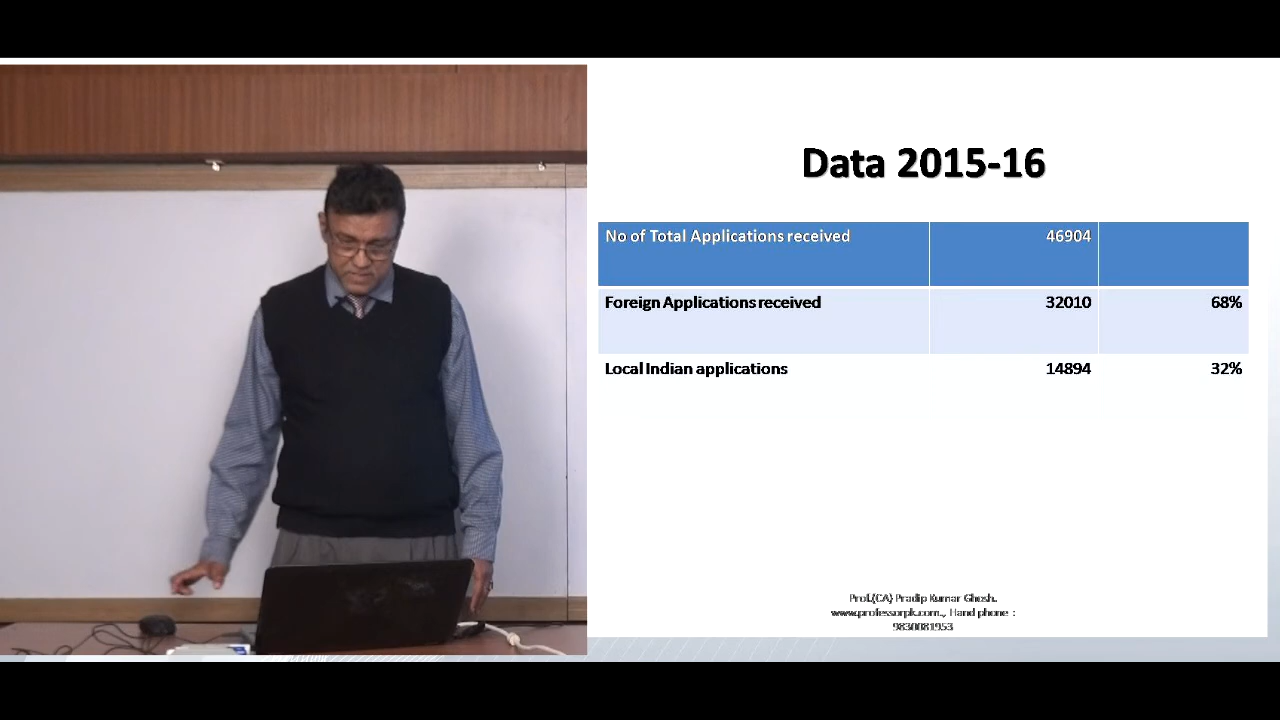 Data 2015-16
No of Total Applications received 46904
Foreign Applications received 32010 68%
Local Indian applications 14894 32%
Prof.(CA) Pradip Kumar Ghosh.
www.professorpk.com., Hand phone :
9830081953